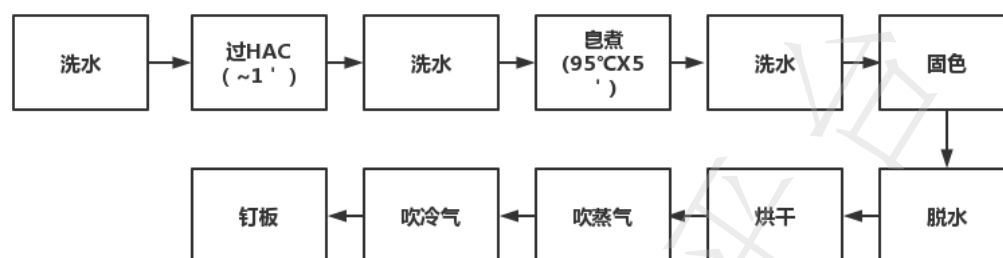 洗水
过HAC
( ~1＇)
洗水
皂煮
(95℃X5
＇)
洗水
固色
脱水
烘干
吹蒸气
吹冷气
钉板